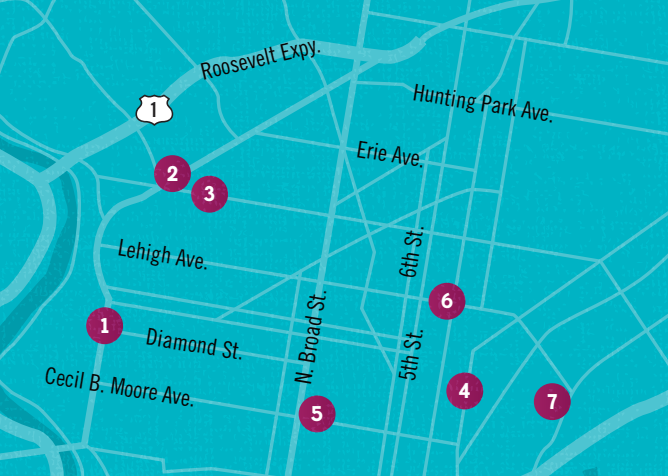 Roosevelt Expy.
Hunting Park Ave.
1
Erie Ave.
2
3
Lehigh Ave.
6th St.
6
1
N. Broad St.
Diamond St.
5th St.
Cecil B. Moore Ave.
4
7
5